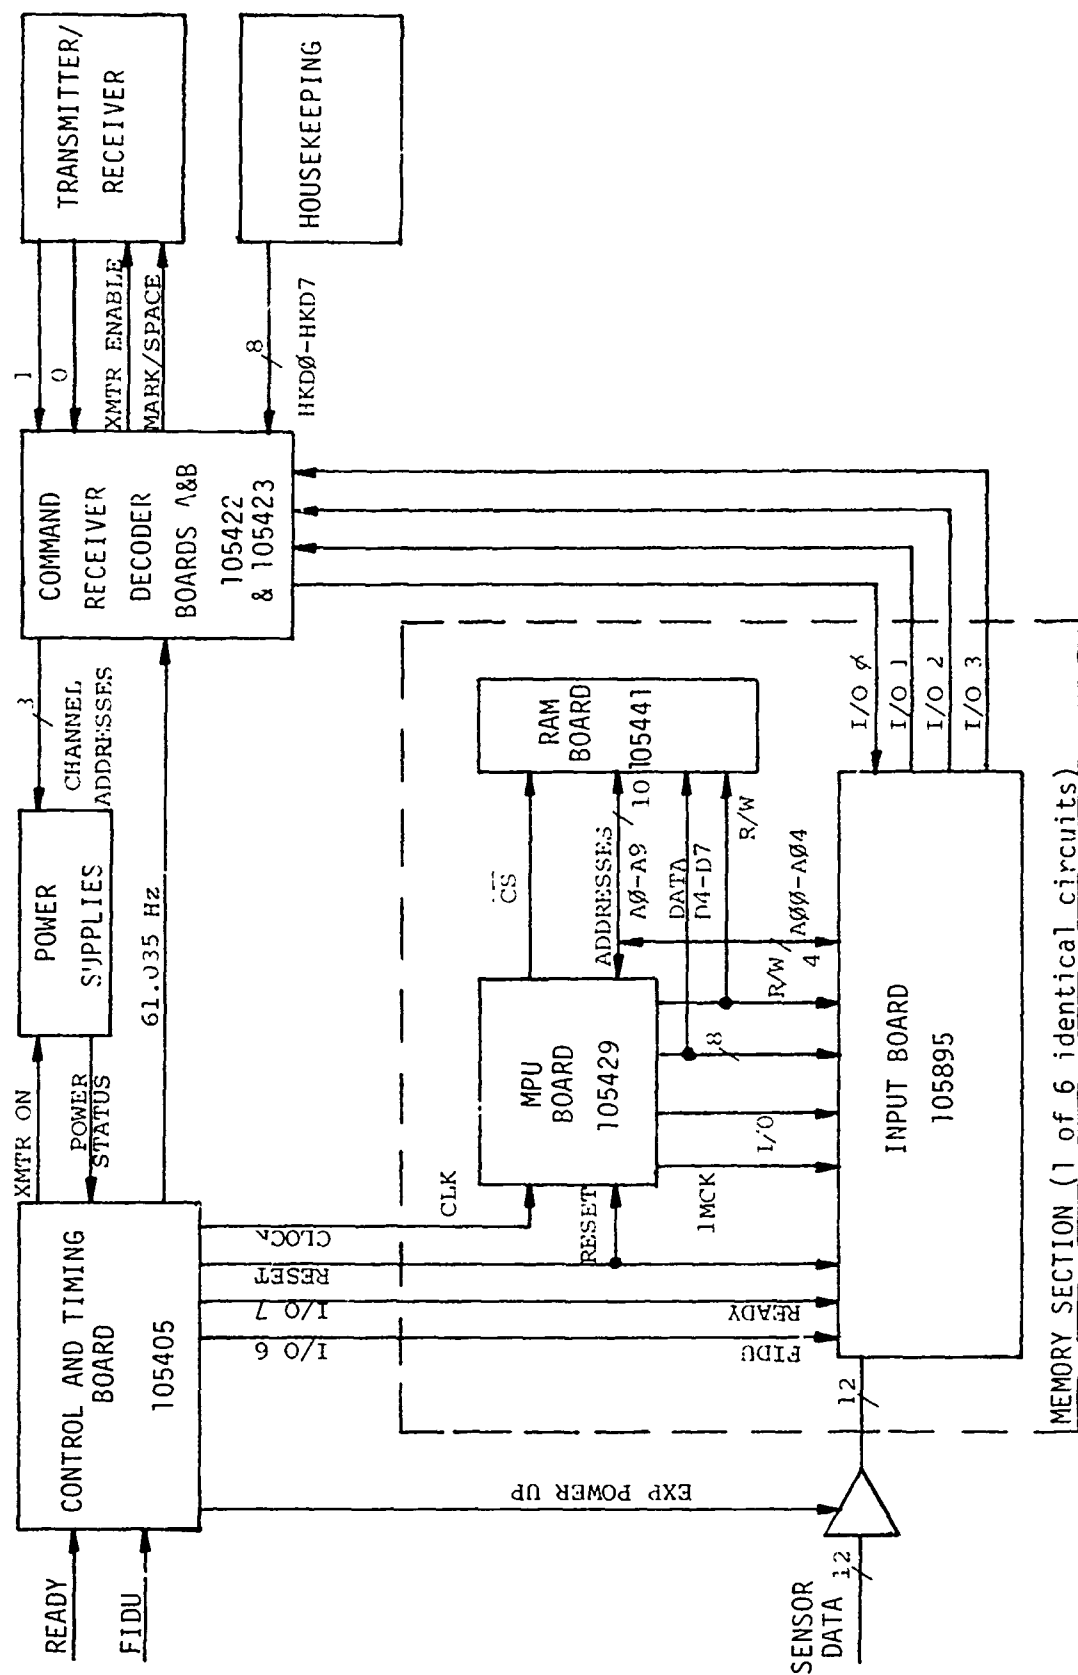 READY
FIDU
CONTROL AND TIMING
BOARD
105405
XMTR ON
POWER
STATUS
61.035 Hz
POWER
SUPPLIES
3
CHANNEL
ADDRESSES
COMMAND
RECEIVER
DECODER
BOARDS A&B
105422
& 105423
1
0
XMTR ENABLE
MARK/SPACE
TRANSMITTER/
RECEIVER
8
HKDØ-HKD7
HOUSEKEEPING
EXP POWER UP
I/O 6
I/O 7
RESET
CLOCK
FIDU
READY
RESET
CLK
MPU
BOARD
105429
CS
ADDRESSES
10
AØ-A9
DATA
D4-D7
R/W
RAM
BOARD
105441
1MCK
I/O
8
R/W
4
AØØ-AØ4
I/O Ø
I/O 1
I/O 2
I/O 3
SENSOR
DATA
12
12
INPUT BOARD
105895
MEMORY SECTION (1 of 6 identical circuits)